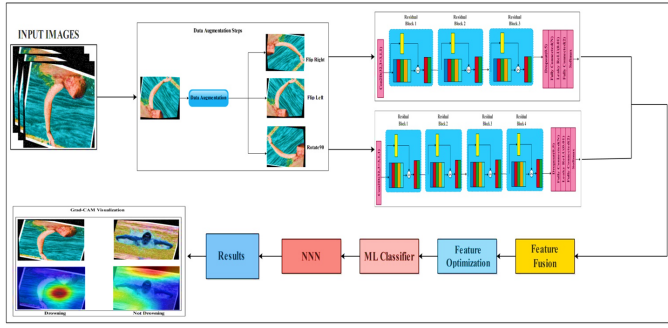 INPUT IMAGES
Data Augmentation Steps
Data Augmentation
Flip Right
Flip Left
Rotate90
Residual Block 1
Residual Block 2
Residual Block 3
Residual Block 1
Residual Block 2
Residual Block 3
Residual Block 4
Grad-CAM Visualization
Drowning
Not Drowning
Results
NNN
ML Classifier
Feature
Optimization
Feature
Fusion